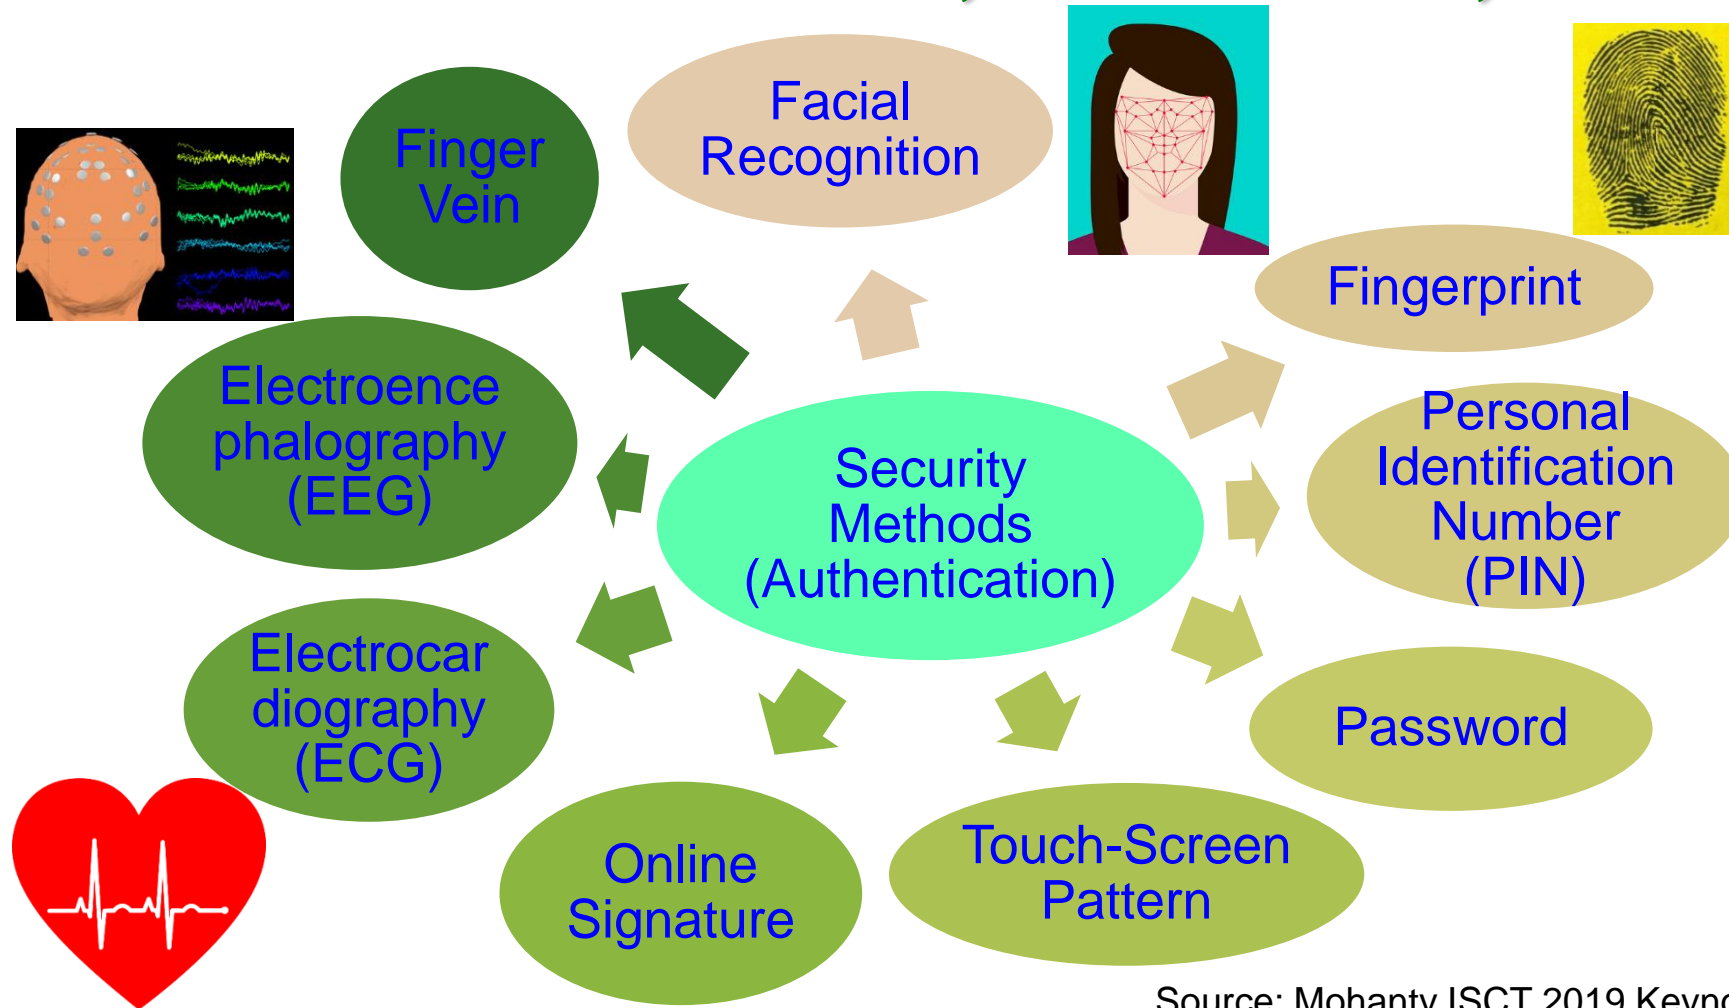 Facial
Recognition
Finger
Vein
Fingerprint
Electroence
phalography
(EEG)
Personal
Identification
Number
(PIN)
Security
Methods
(Authentication)
Electrocar
diography
(ECG)
Password
Online
Signature
Touch-Screen
Pattern
Source: Mohanty ISCT 2019 Keyno